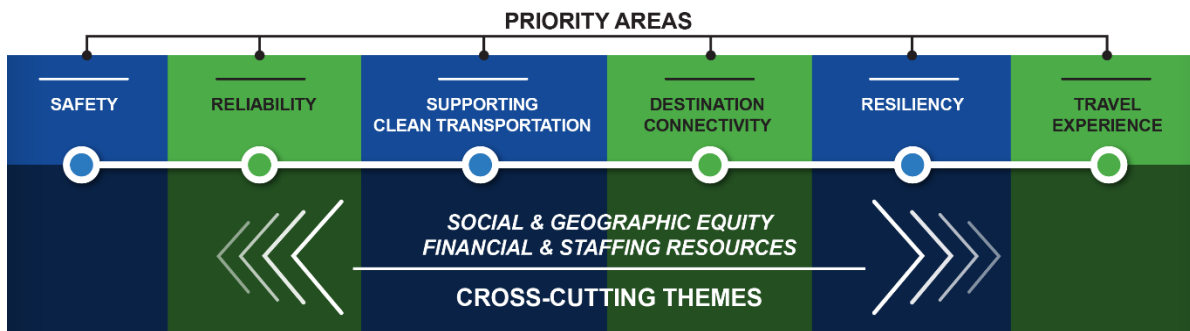 PRIORITY AREAS
SAFETY
RELIABILITY
SUPPORTING
CLEAN TRANSPORTATION
DESTINATION
CONNECTIVITY
RESILIENCY
TRAVEL
EXPERIENCE
SOCIAL & GEOGRAPHIC EQUITY
FINANCIAL & STAFFING RESOURCES
CROSS-CUTTING THEMES